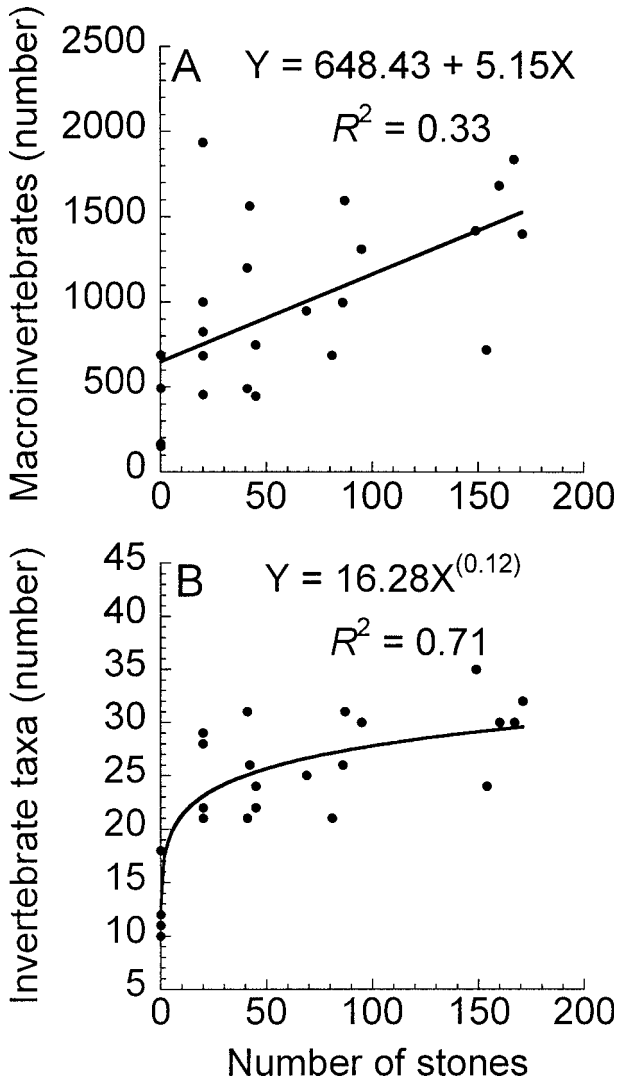 Macroinvertebrates (number)
2500
2000
1500
1000
500
0
A
Y = 648.43 + 5.15X
R² = 0.33
0 50 100 150 200
Invertebrate taxa (number)
45
40
35
30
25
20
15
10
5
B
Y = 16.28X^(0.12)
R² = 0.71
0 50 100 150 200
Number of stones